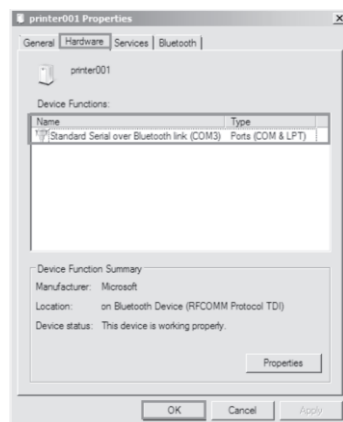 printer001 Properties
General Hardware Services Bluetooth
printer001
Device Functions:
Name Type
Standard Serial over Bluetooth link (COM3) Ports (COM & LPT)
Device Function Summary
Manufacturer: Microsoft
Location: on Bluetooth Device (RFCOMM Protocol TDI)
Device status: This device is working properly.
Properties
OK Cancel Apply